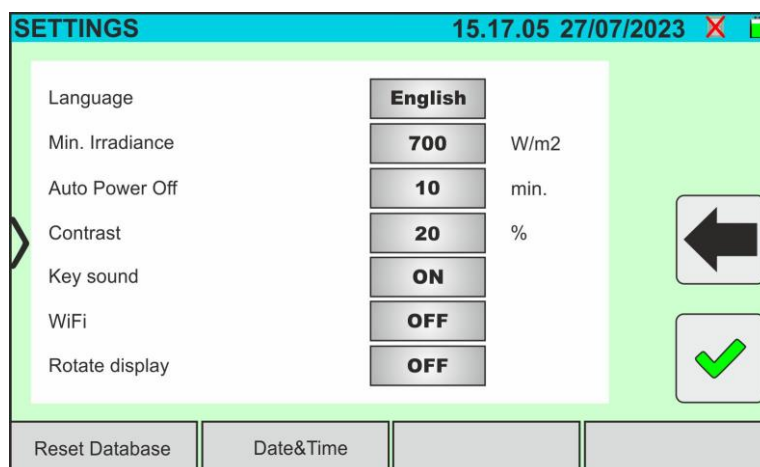 SETTINGS 15.17.05 27/07/2023
Language English
Min. Irradiance 700 W/m2
Auto Power Off 10 min.
Contrast 20 %
Key sound ON
WiFi OFF
Rotate display OFF
Reset Database Date&Time